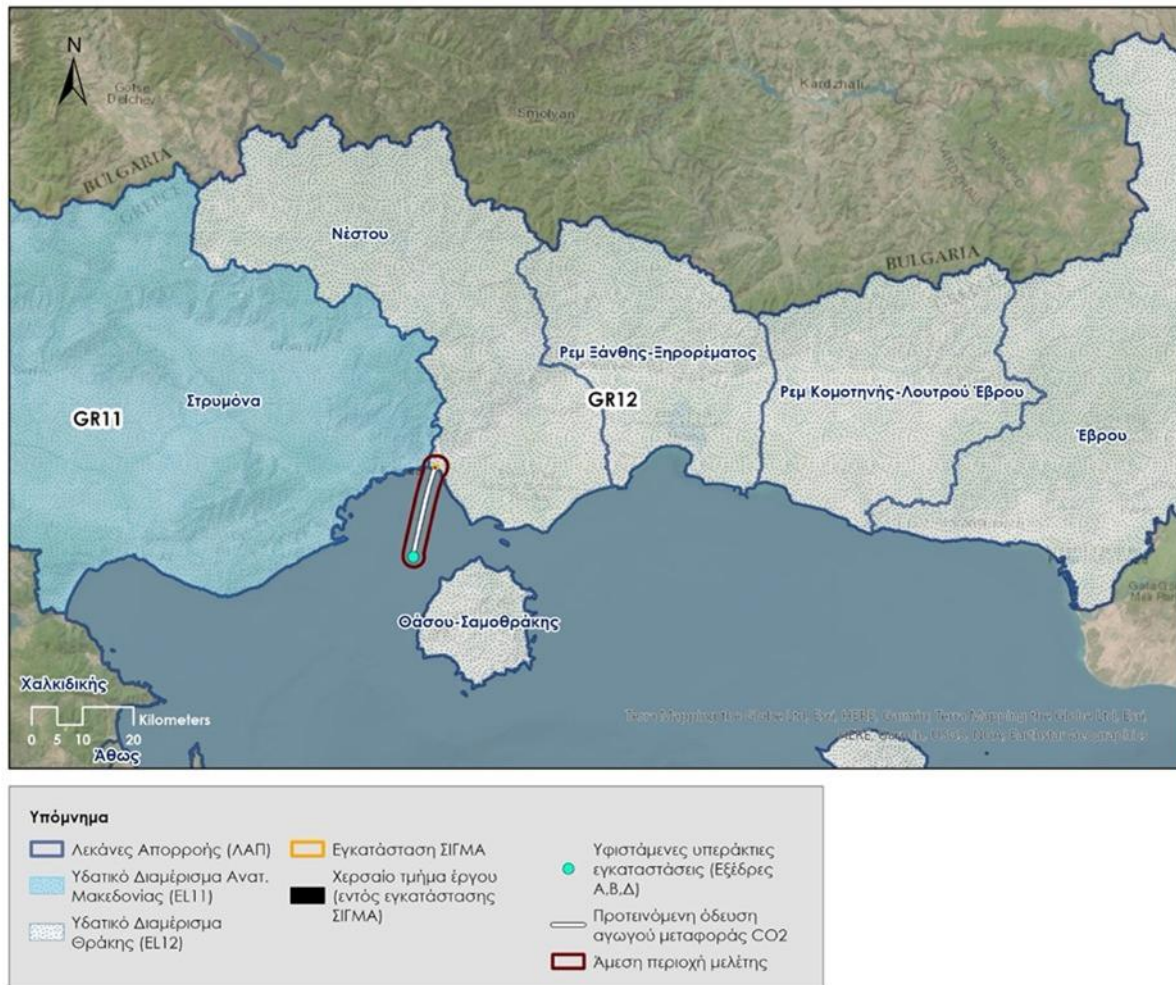 N
Gotse
Delchev
Smolyan
Kardzhali
BULGARIA
GREECE
BULGARIA
Νέστου
Ρεμ Ξάνθης-Ξηρορέματος
GR12
Ρεμ Κομοτηνής-Λουτρού Έβρου
Στρυμόνα
GR11
Έβρου
Θάσου-Σαμοθράκης
Χαλκιδικής
Kilometers
0 5 10 20
Άθως
Υπόμνημα
Λεκάνες Απορροής (ΛΑΠ)
Υδατικό Διαμέρισμα Ανατ.
Μακεδονίας (EL11)
Υδατικό Διαμέρισμα
Θράκης (EL12)
Εγκατάσταση ΣΙΓΜΑ
Χερσαίο τμήμα έργου
(εντός εγκατάστασης
ΣΙΓΜΑ)
Υφιστάμενες υπεράκτιες
εγκαταστάσεις (Εξέδρες
Α,Β,Δ)
Προτεινόμενη όδευση
αγωγού μεταφοράς CO2
Άμεση περιοχή μελέτης